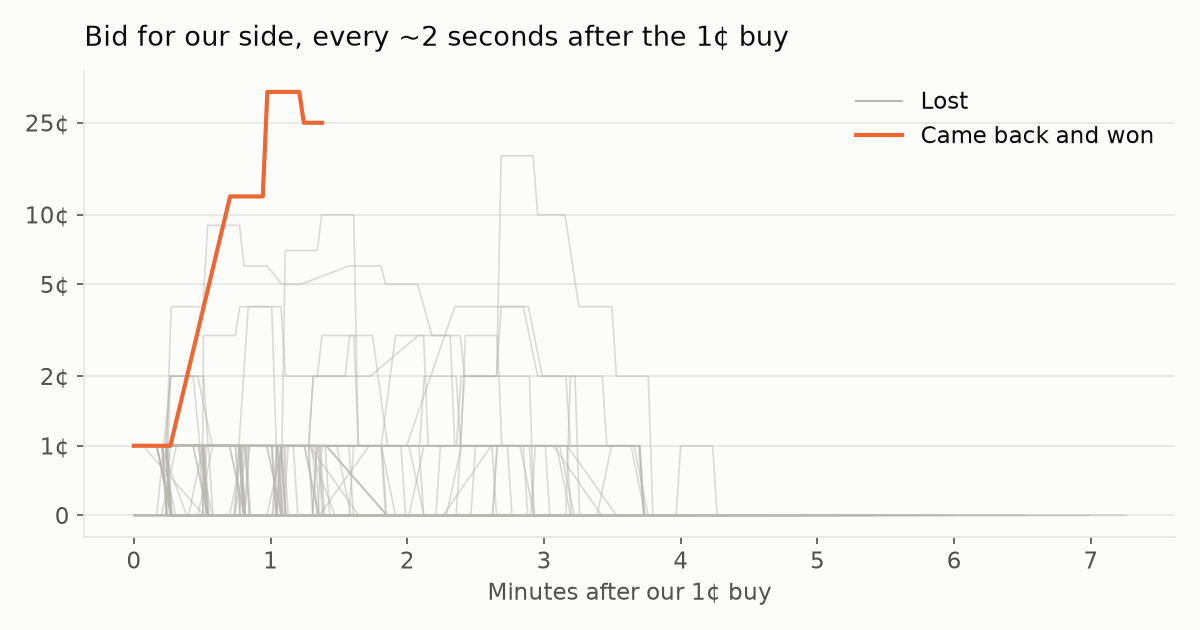 Bid for our side, every ~2 seconds after the 1¢ buy
Lost
Came back and won
25¢
10¢
5¢
2¢
1¢
0
0 1 2 3 4 5 6 7
Minutes after our 1¢ buy